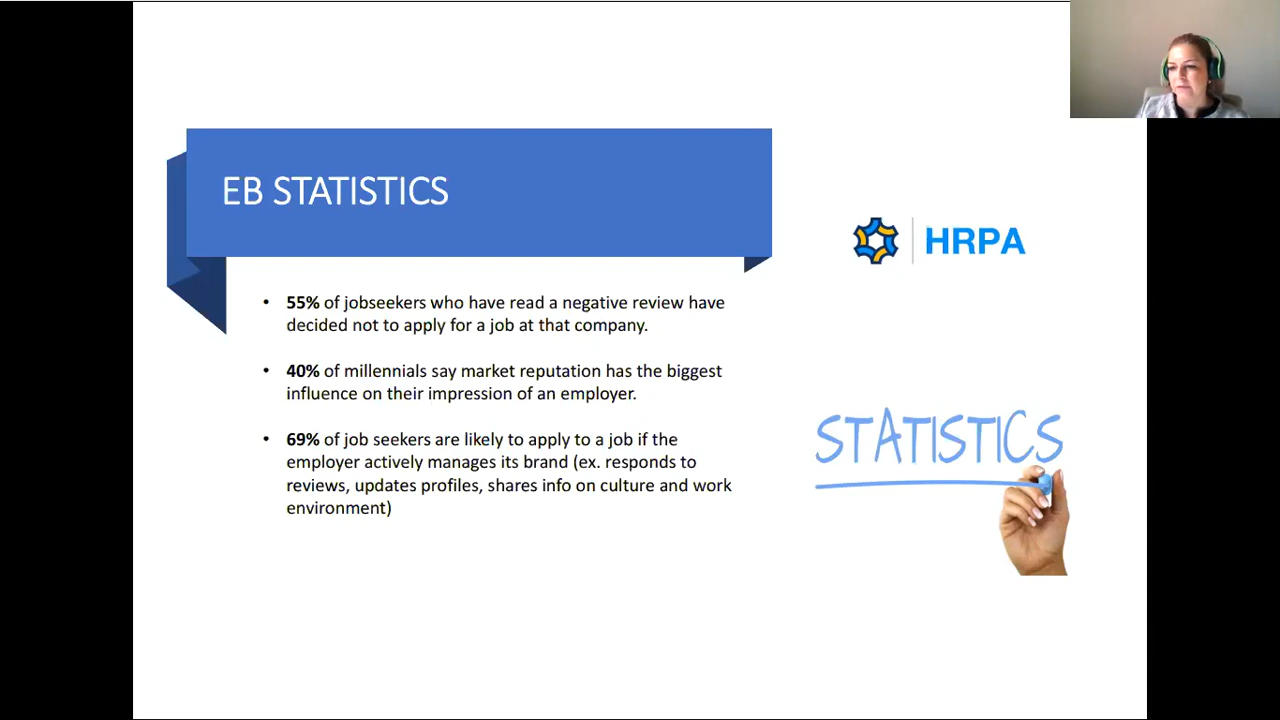 EB STATISTICS
HRPA
• 55% of jobseekers who have read a negative review have
decided not to apply for a job at that company.
• 40% of millennials say market reputation has the biggest
influence on their impression of an employer.
• 69% of job seekers are likely to apply to a job if the
employer actively manages its brand (ex. responds to
reviews, updates profiles, shares info on culture and work
environment)
STATISTICS